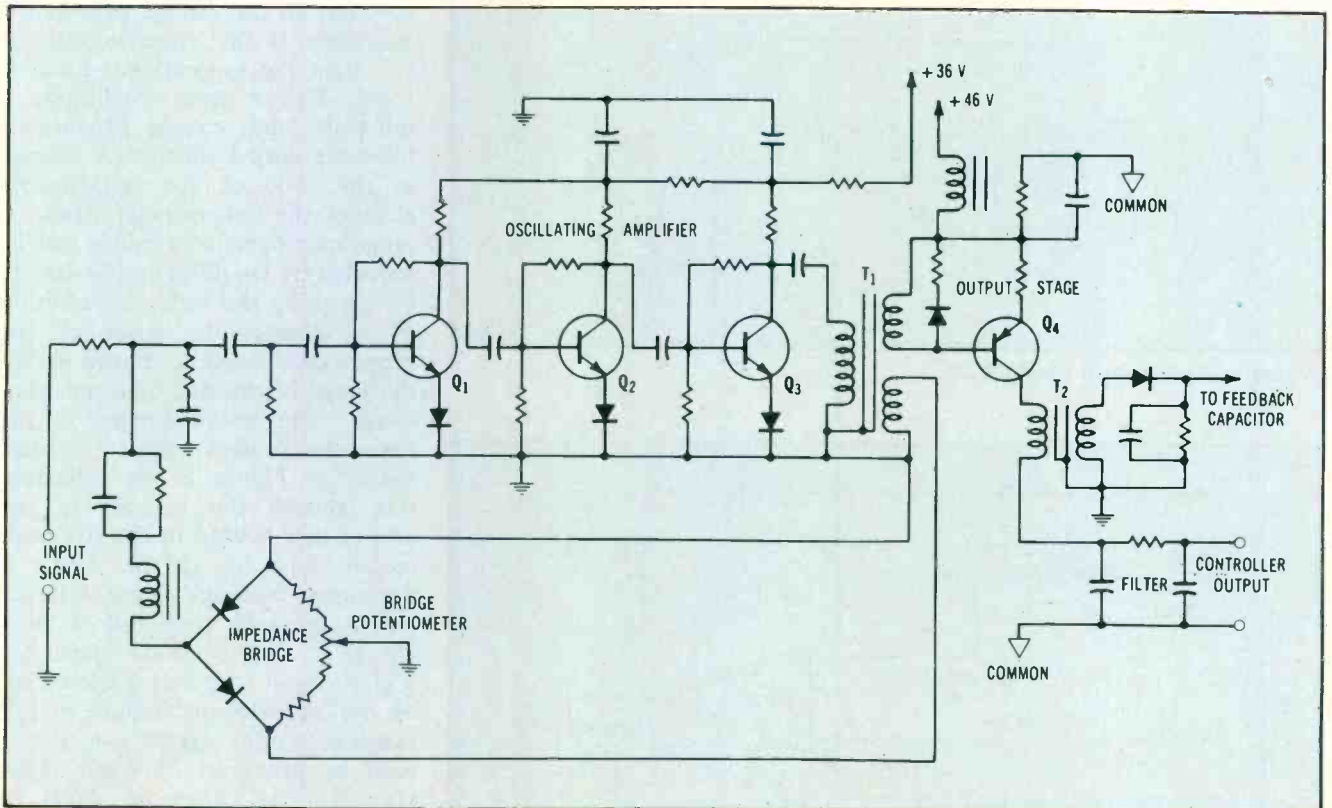 +36 V
+46 V
COMMON
OSCILLATING AMPLIFIER
OUTPUT STAGE
T1
Q1
Q2
Q3
Q4
T2
TO FEEDBACK
CAPACITOR
INPUT
SIGNAL
IMPEDANCE
BRIDGE
BRIDGE
POTENTIOMETER
FILTER
CONTROLLER
OUTPUT
COMMON